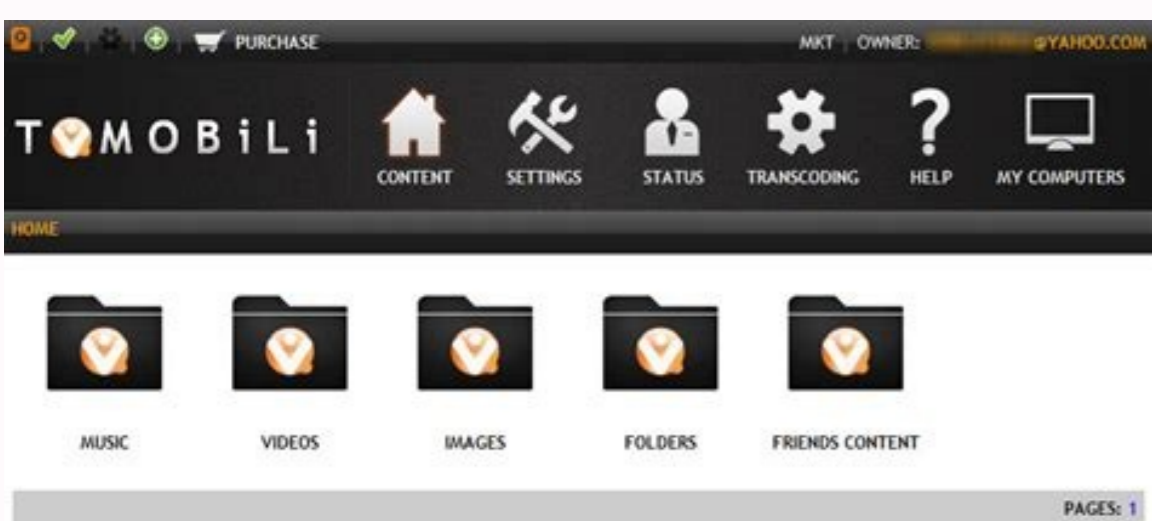 PURCHASE MKT OWNER: @YAHOO.COM
TOMOBiLi
CONTENT SETTINGS STATUS TRANSCODING HELP MY COMPUTERS
HOME
MUSIC VIDEOS IMAGES FOLDERS FRIENDS CONTENT
PAGES: 1